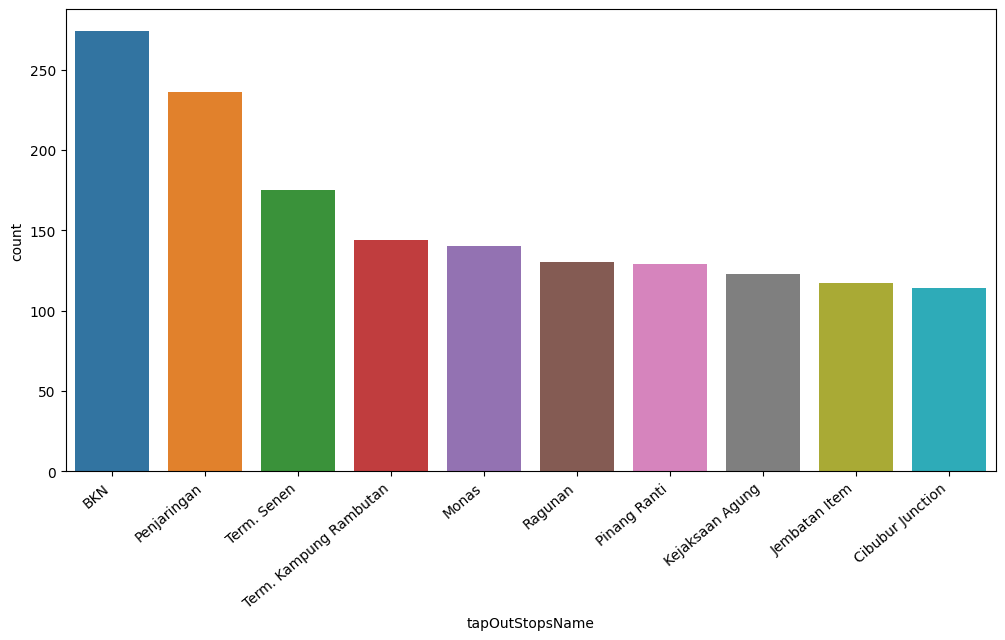 count
250
200
150
100
50
0
BKN
Penjaringan
Term. Senen
Term. Kampung Rambutan
Monas
Ragunan
Pinang Ranti
Kejaksaan Agung
Jembatan Item
Cibubur Junction
tapOutStopsName